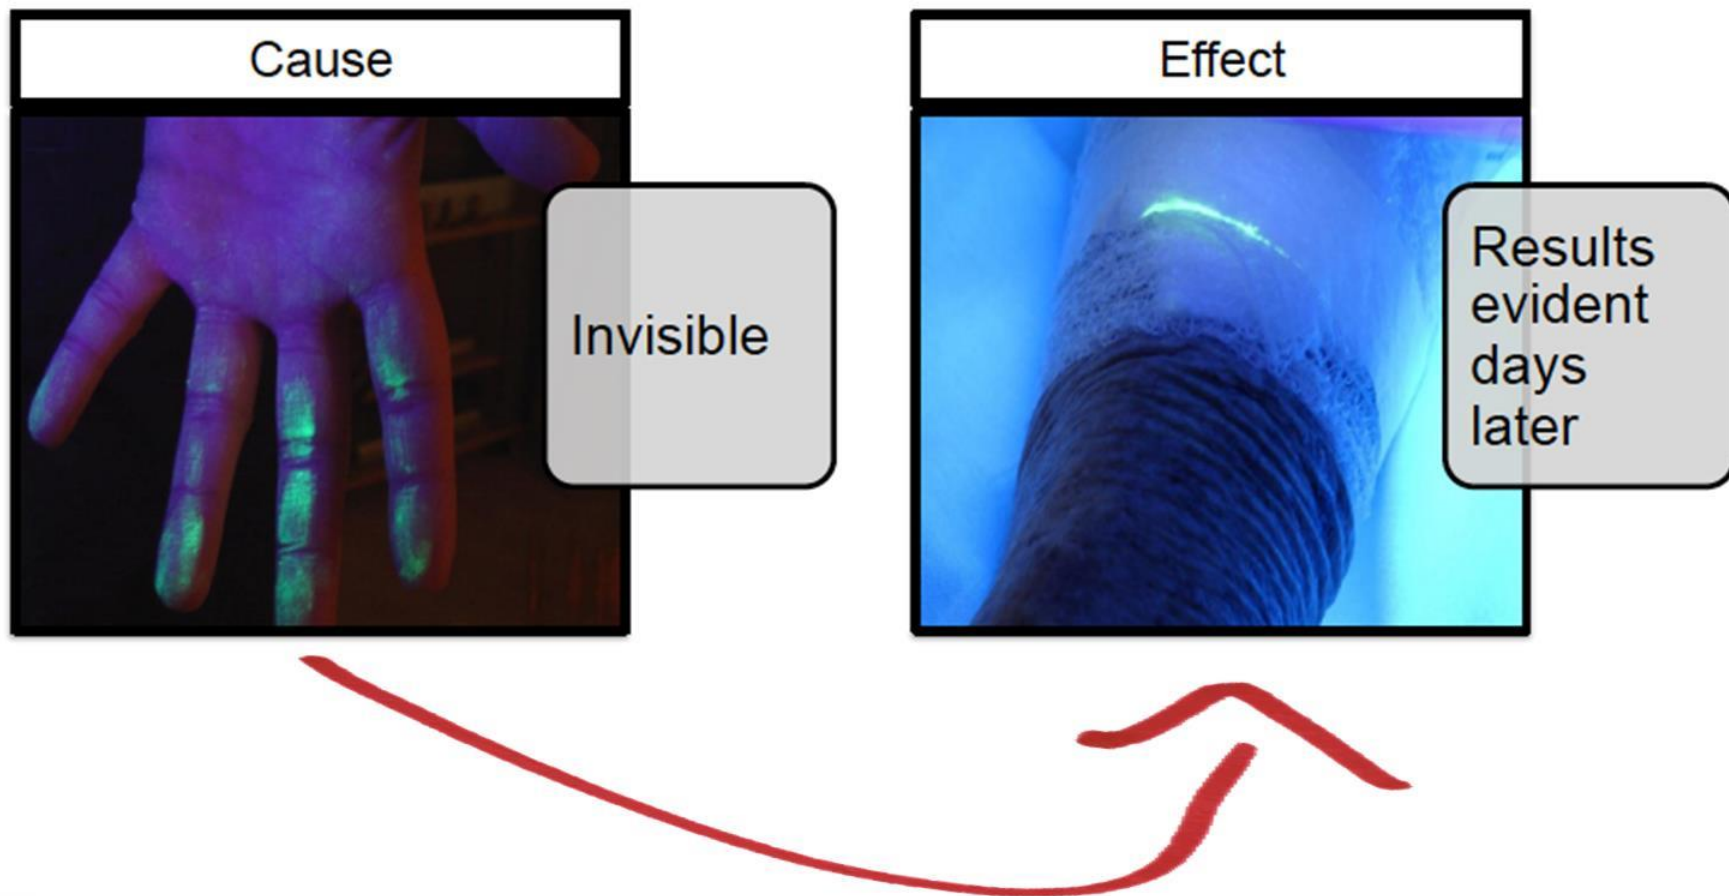 Cause
Effect
Invisible
Results
evident
days
later